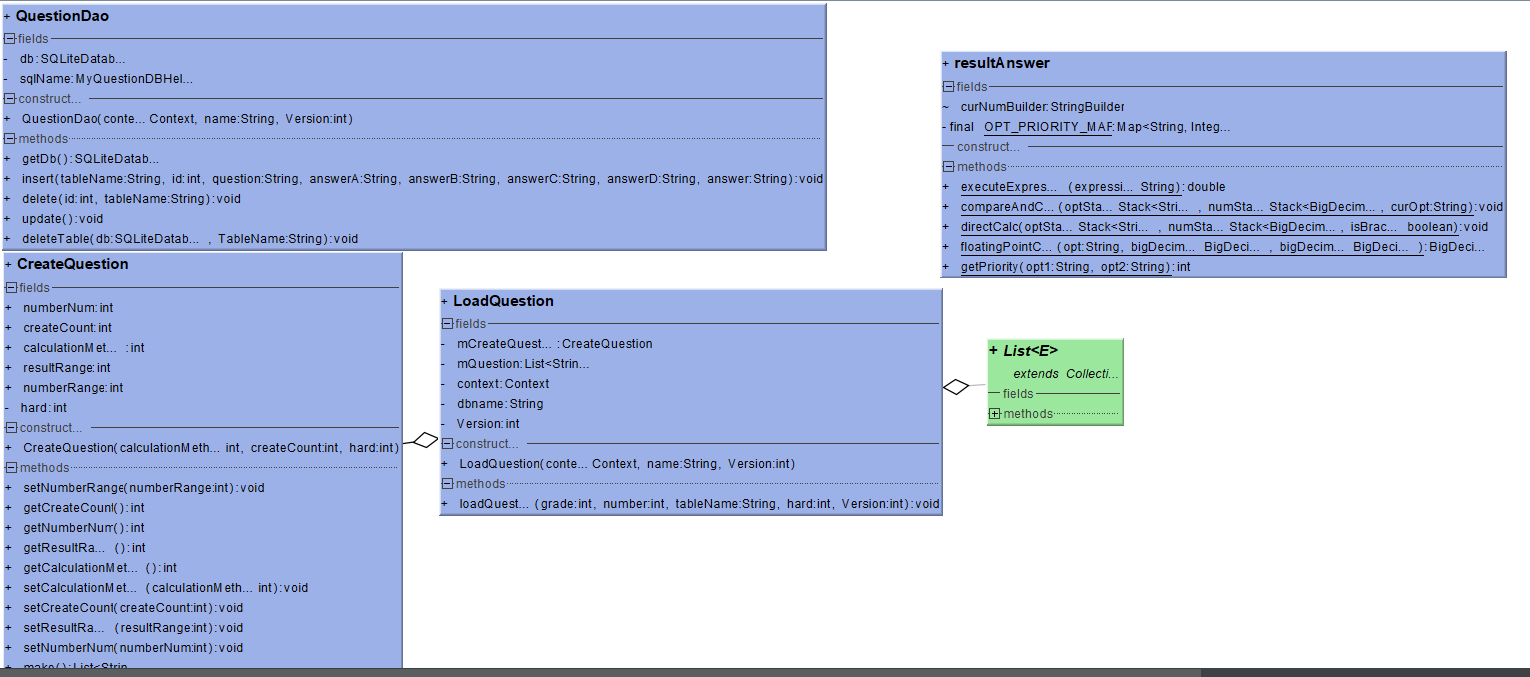 + QuestionDao
fields
- db:SQLiteDatab...
- sqlName:MyQuestionDBHel...
construct...
+ QuestionDao(conte... Context, name:String, Version:int)
methods
+ getDb():SQLiteDatab...
+ insert(tableName:String, id:int, question:String, answerA:String, answerB:String, answerC:String, answerD:String, answer:String):void
+ delete(id:int, tableName:String):void
+ update():void
+ deleteTable(db:SQLiteDatab... , TableName:String):void
+ CreateQuestion
fields
+ numberNum:int
+ createCount:int
+ calculationMet... :int
+ resultRange:int
+ numberRange:int
- hard:int
construct...
+ CreateQuestion(calculationMeth... int, createCount:int, hard:int)
methods
+ setNumberRange(numberRange:int):void
+ getCreateCount():int
+ getNumberNum():int
+ getResultRa... ():int
+ getCalculationMet... ():int
+ setCalculationMet... (calculationMeth... int):void
+ setCreateCount(createCount:int):void
+ setResultRa... (resultRange:int):void
+ setNumberNum(numberNum:int):void
+ make():List<Strin
+ LoadQuestion
fields
- mCreateQuest... :CreateQuestion
- mQuestion:List<Strin...
- context:Context
- dbname:String
- Version:int
construct...
+ LoadQuestion(conte... Context, name:String, Version:int)
methods
+ loadQuest... (grade:int, number:int, tableName:String, hard:int, Version:int):void
+ resultAnswer
fields
~ curNumBuilder:StringBuilder
- final OPT_PRIORITY_MAP:Map<String, Integ...
construct...
methods
+ executeExpres... (expressi... String):double
+ compareAndC... (optSta... Stack<Stri... , numSta... Stack<BigDecim... , curOpt:String):void
+ directCalc(optSta... Stack<Stri... , numSta... Stack<BigDecim... , isBrac... boolean):void
+ floatingPointC... (opt:String, bigDecim... BigDeci... , bigDecim... BigDeci... ):BigDeci...
+ getPriority(opt1:String, opt2:String):int
+ List<E>
extends Collecti...
fields
methods